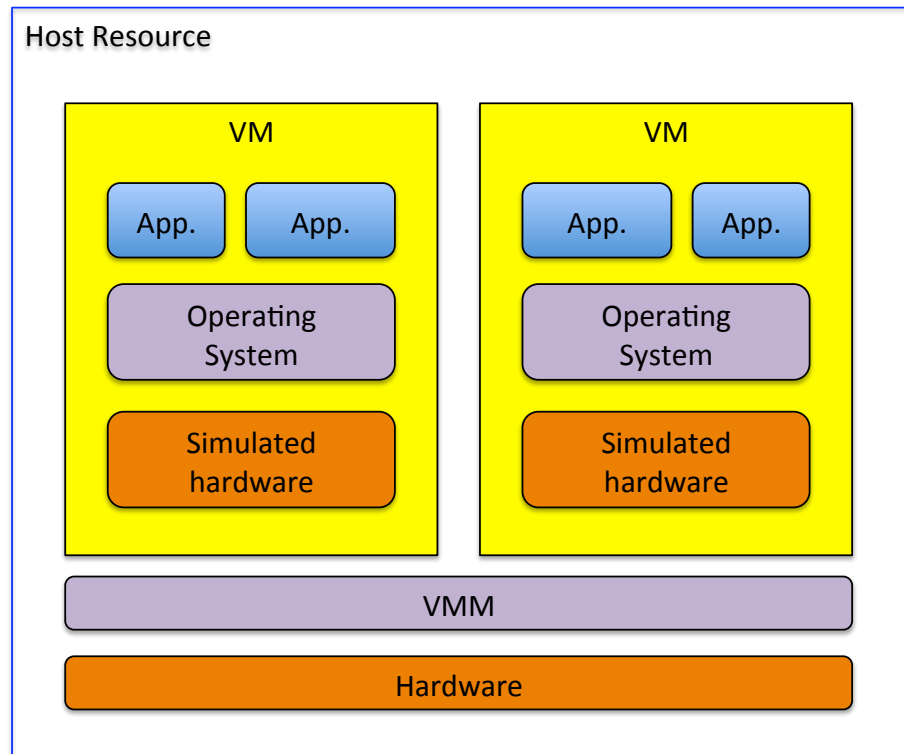 Host Resource
VM
App.
App.
Operating
System
Simulated
hardware
VM
App.
App.
Operating
System
Simulated
hardware
VMM
Hardware